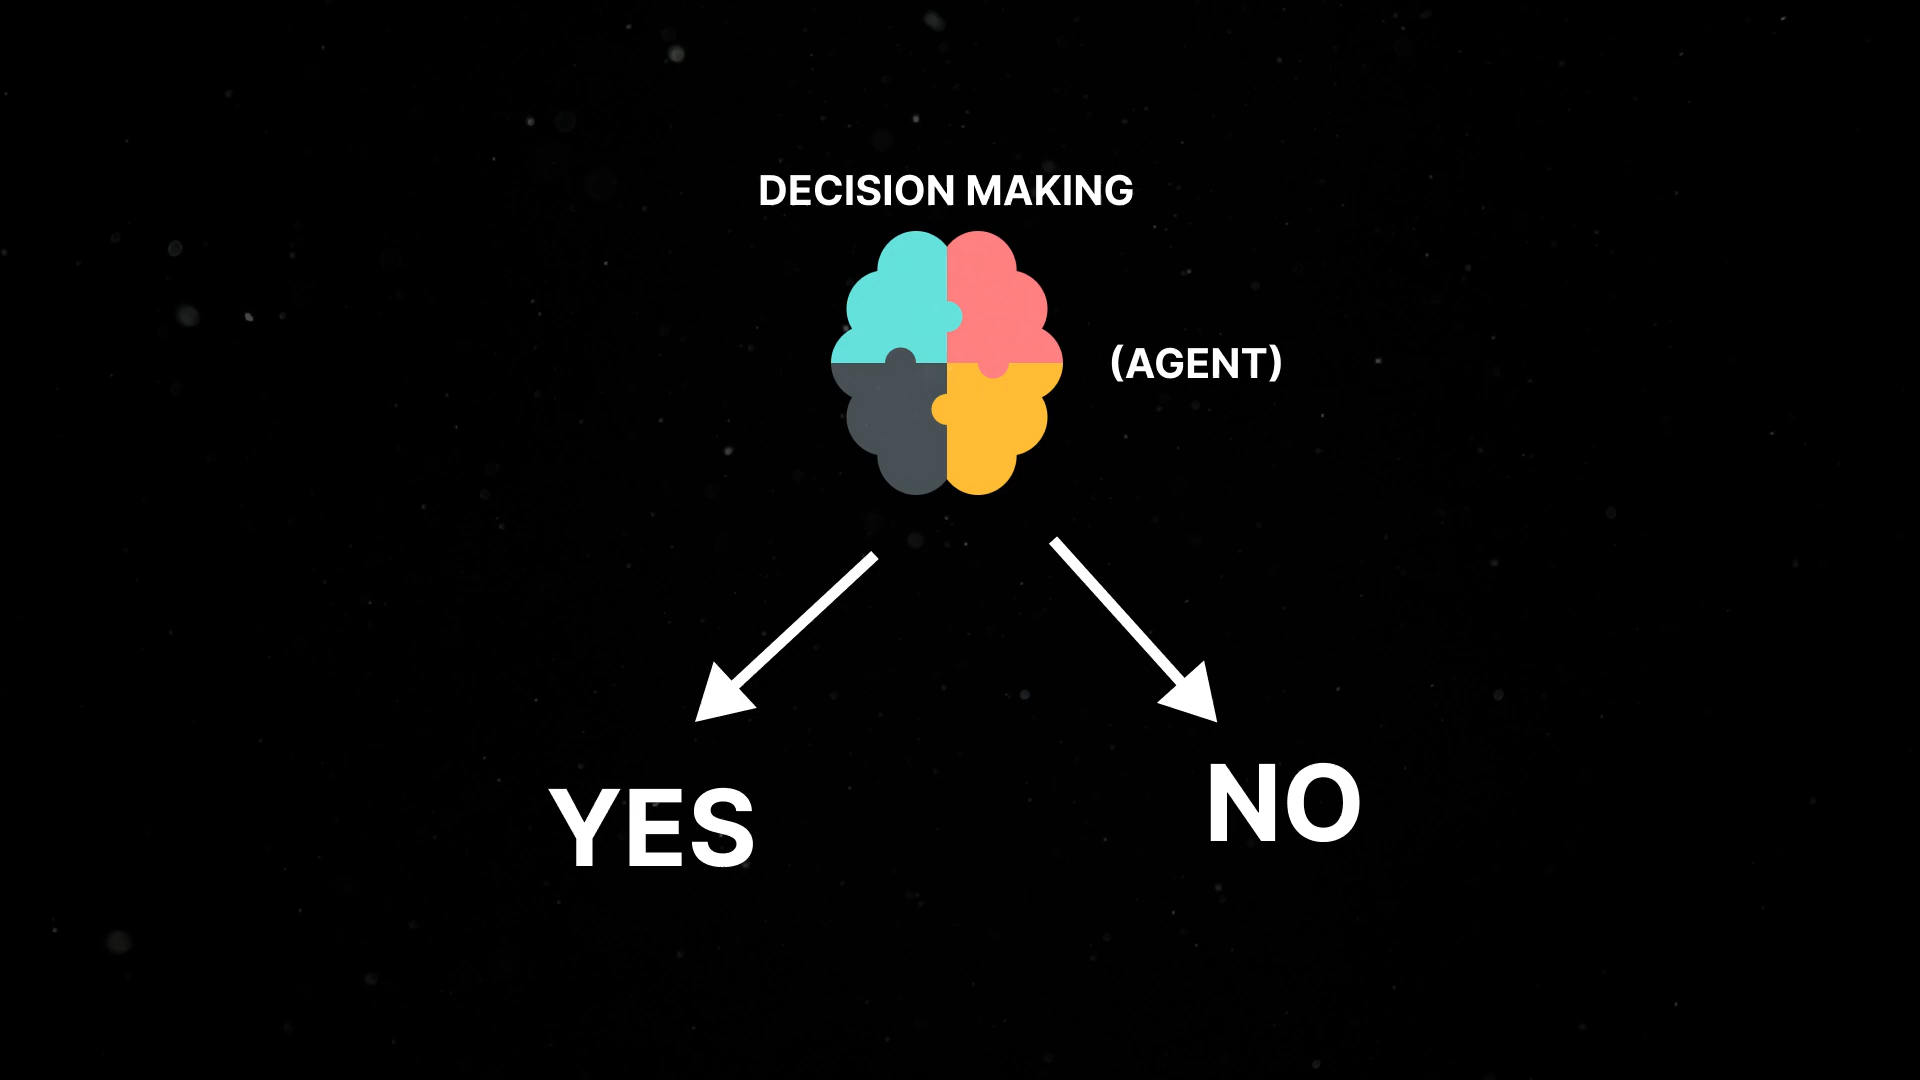 DECISION MAKING
(AGENT)
YES
NO